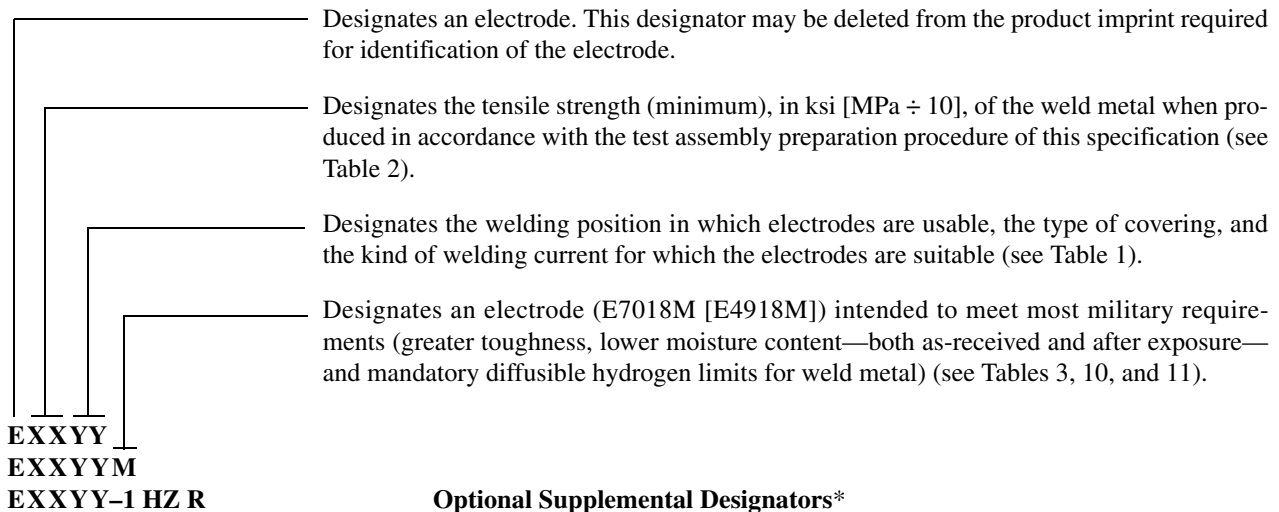 Designates an electrode. This designator may be deleted from the product imprint required
for identification of the electrode.
Designates the tensile strength (minimum), in ksi [MPa ÷ 10], of the weld metal when pro-
duced in accordance with the test assembly preparation procedure of this specification (see
Table 2).
Designates the welding position in which electrodes are usable, the type of covering, and
the kind of welding current for which the electrodes are suitable (see Table 1).
Designates an electrode (E7018M [E4918M]) intended to meet most military require-
ments (greater toughness, lower moisture content—both as-received and after exposure—
and mandatory diffusible hydrogen limits for weld metal) (see Tables 3, 10, and 11).
EXXYY
EXXYYM
EXXYY–1 HZ R Optional Supplemental Designators*